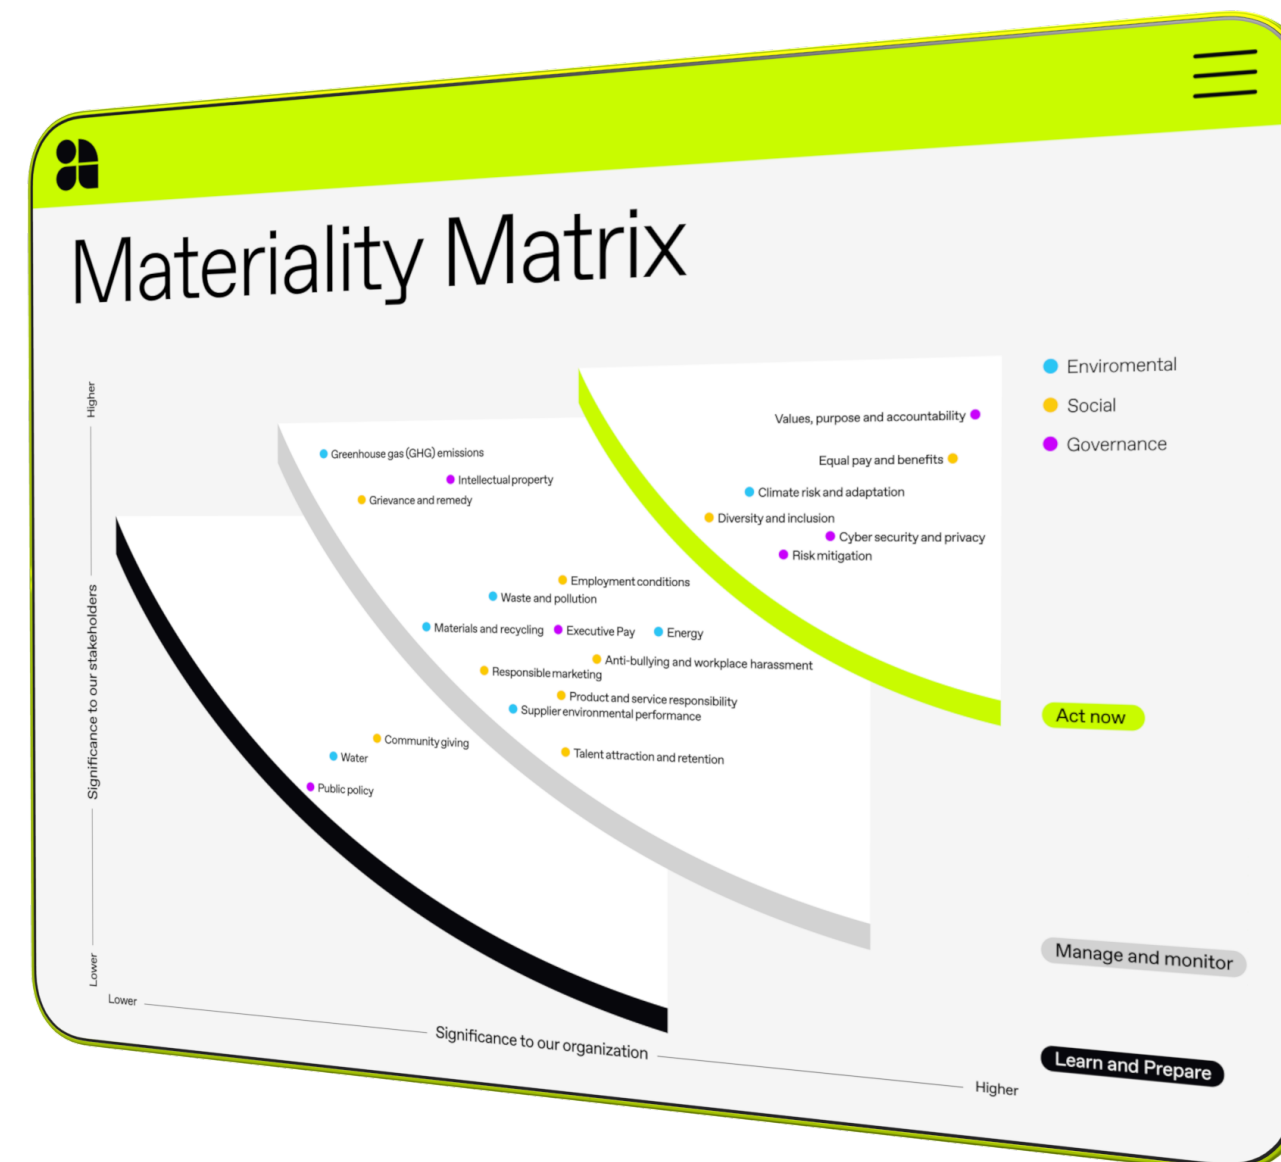 Materiality Matrix
Higher
Significance to our stakeholders
Lower
Enviromental
Social
Governance
Values, purpose and accountability
Equal pay and benefits
Climate risk and adaptation
Diversity and inclusion
Cyber security and privacy
Risk mitigation
Greenhouse gas (GHG) emissions
Intellectual property
Grievance and remedy
Employment conditions
Waste and pollution
Materials and recycling
Executive Pay
Energy
Anti-bullying and workplace harassment
Responsible marketing
Product and service responsibility
Supplier environmental performance
Talent attraction and retention
Community giving
Water
Public policy
Act now
Manage and monitor
Learn and Prepare
Lower
Significance to our organization
Higher